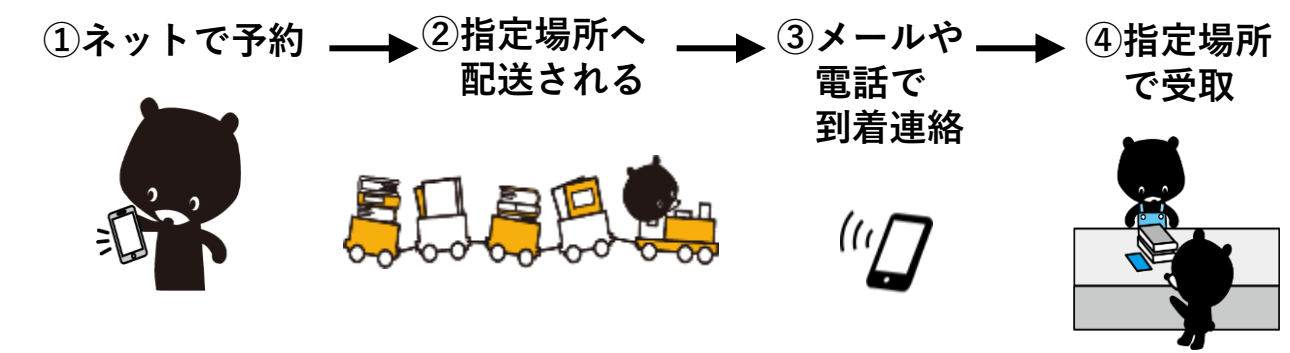 ①ネットで予約
②指定場所へ
配送される
③メールや
電話で
到着連絡
④指定場所
で受取